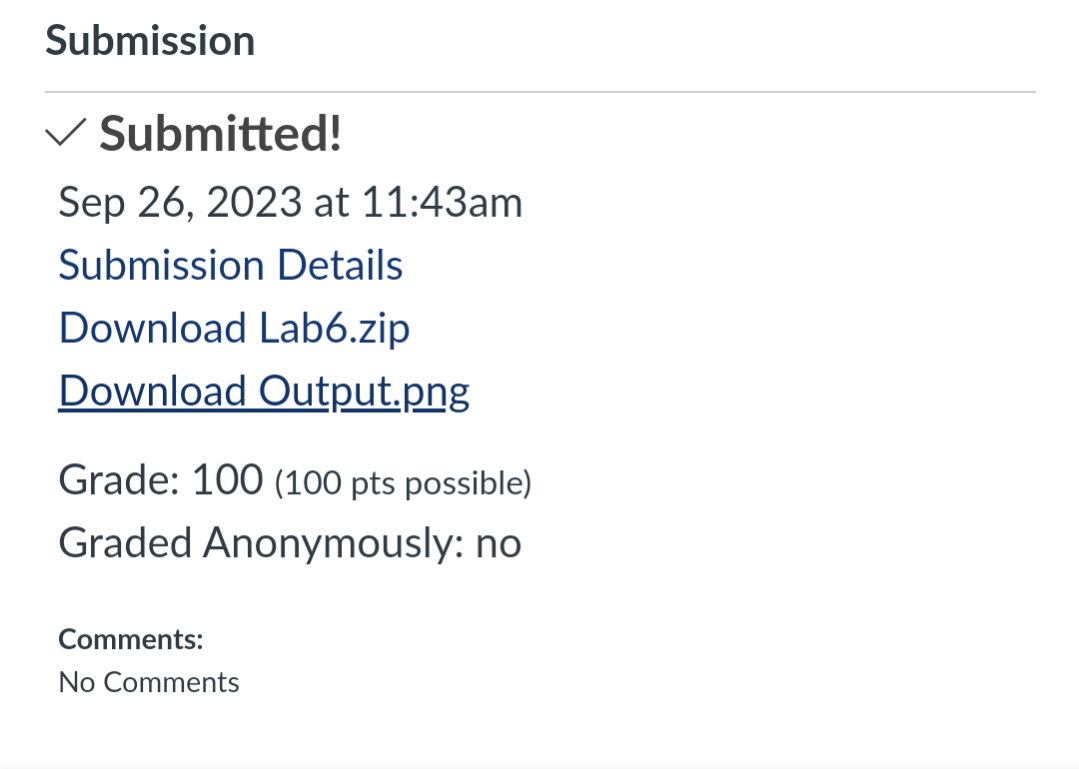 Submission
Submitted!
Sep 26, 2023 at 11:43am
Submission Details
Download Lab6.zip
Download Output.png
Grade: 100 (100 pts possible)
Graded Anonymously: no
Comments:
No Comments